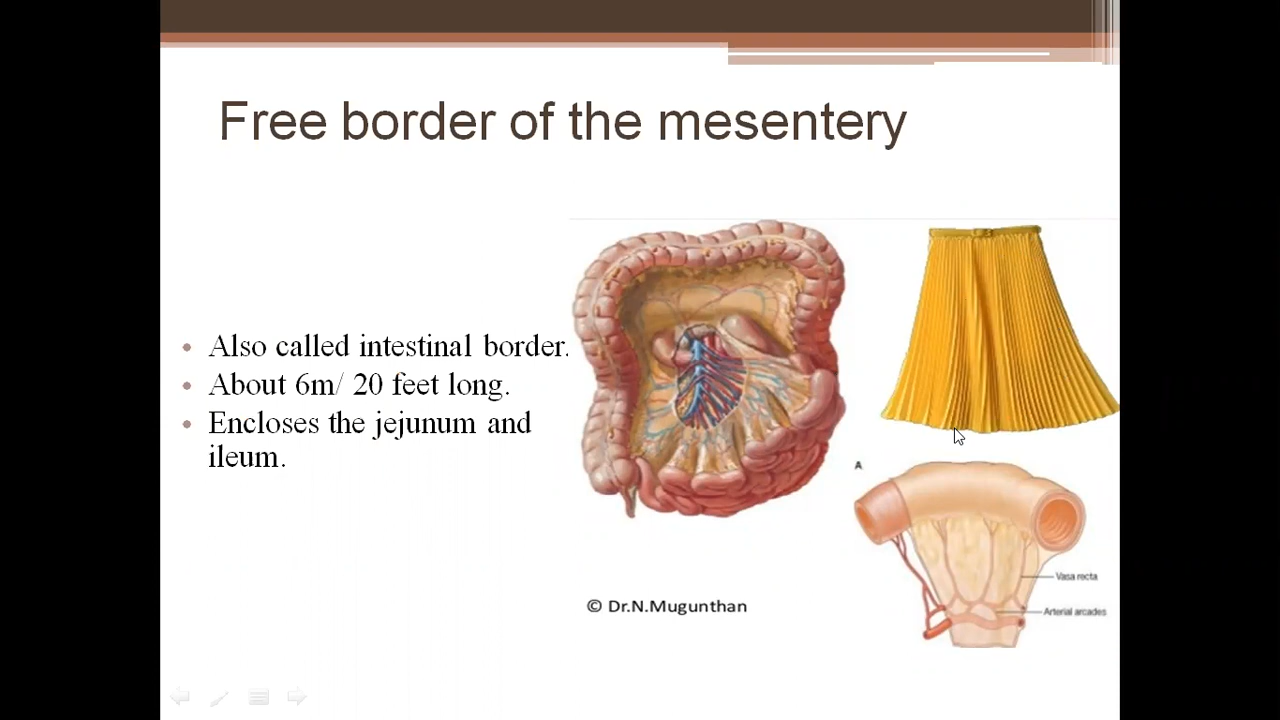 Free border of the mesentery
• Also called intestinal border.
• About 6m/ 20 feet long.
• Encloses the jejunum and
ileum.
A
Vasa recta
Arterial arcades
© Dr.N.Mugunthan